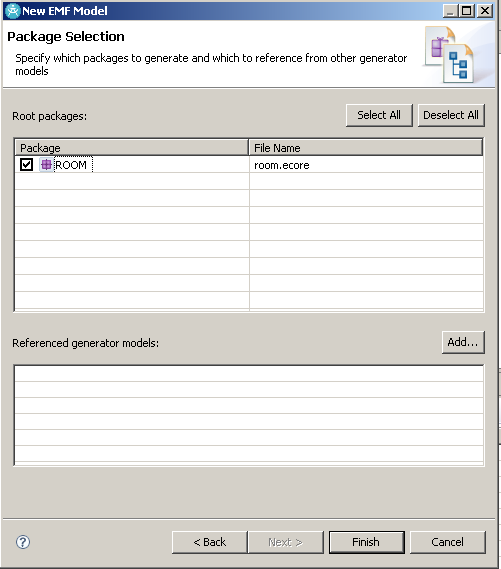 New EMF Model
Package Selection
Specify which packages to generate and which to reference from other generator
models
Root packages:
Select All
Deselect All
Package
File Name
ROOM
room.ecore
Referenced generator models:
Add...
?
< Back
Next >
Finish
Cancel